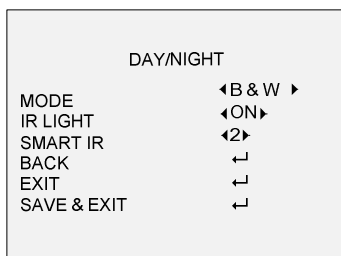 DAY/NIGHT
MODE ◂B & W ▸
IR LIGHT ◂ON▸
SMART IR ◂2▸
BACK ↵
EXIT ↵
SAVE & EXIT ↵